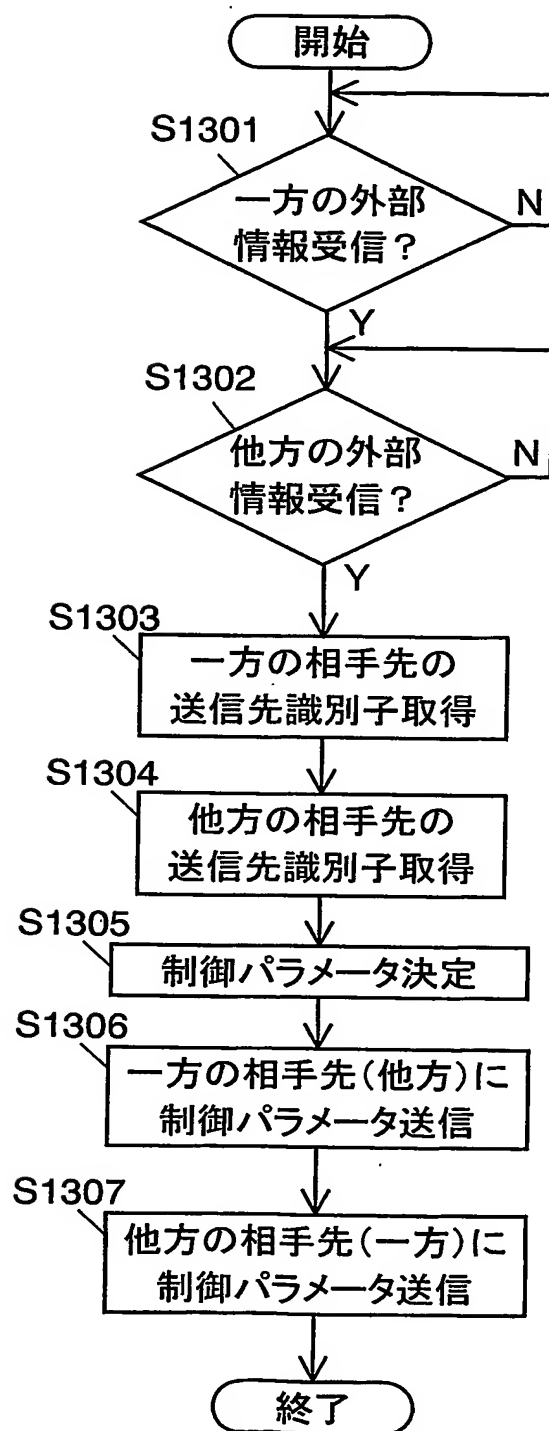 開始
S1301
一方の外部
情報受信？
N
Y
S1302
他方の外部
情報受信？
N
Y
S1303
一方の相手先の
送信先識別子取得
S1304
他方の相手先の
送信先識別子取得
S1305
制御パラメータ決定
S1306
一方の相手先(他方)に
制御パラメータ送信
S1307
他方の相手先(一方)に
制御パラメータ送信
終了